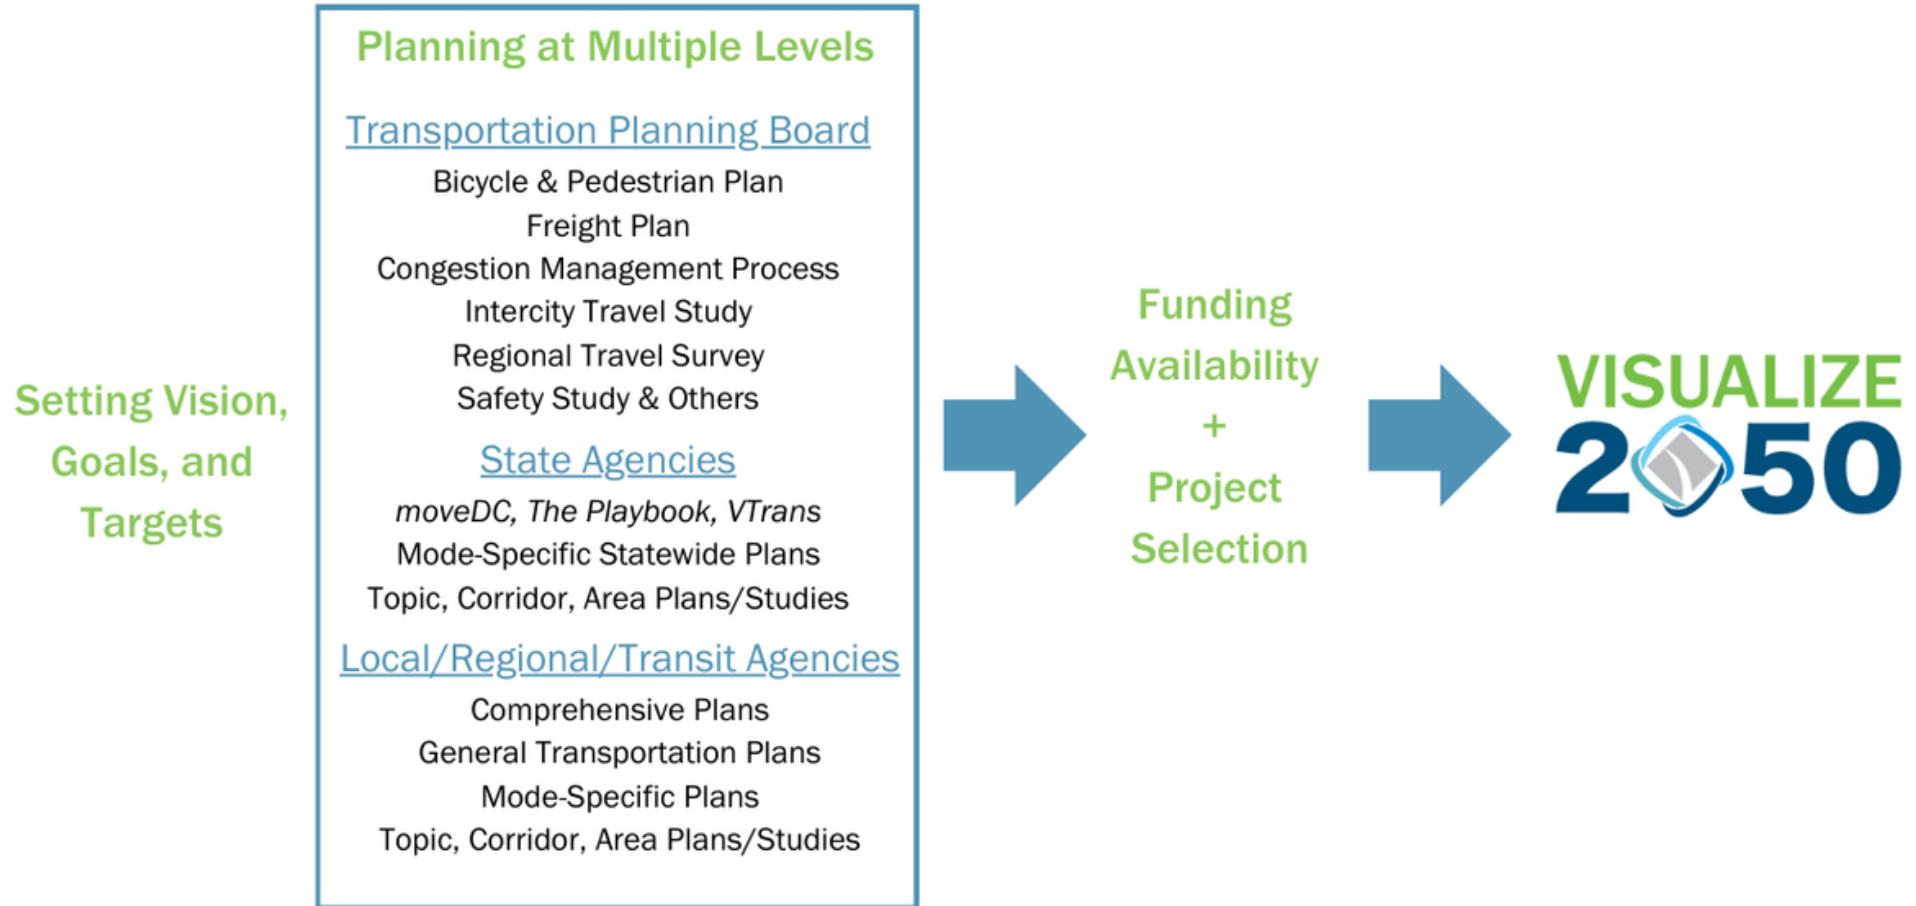 Setting Vision,
Goals, and
Targets
Planning at Multiple Levels
Transportation Planning Board
Bicycle & Pedestrian Plan
Freight Plan
Congestion Management Process
Intercity Travel Study
Regional Travel Survey
Safety Study & Others
State Agencies
moveDC, The Playbook, VTrans
Mode-Specific Statewide Plans
Topic, Corridor, Area Plans/Studies
Local/Regional/Transit Agencies
Comprehensive Plans
General Transportation Plans
Mode-Specific Plans
Topic, Corridor, Area Plans/Studies
Funding
Availability
+
Project
Selection
VISUALIZE
2050